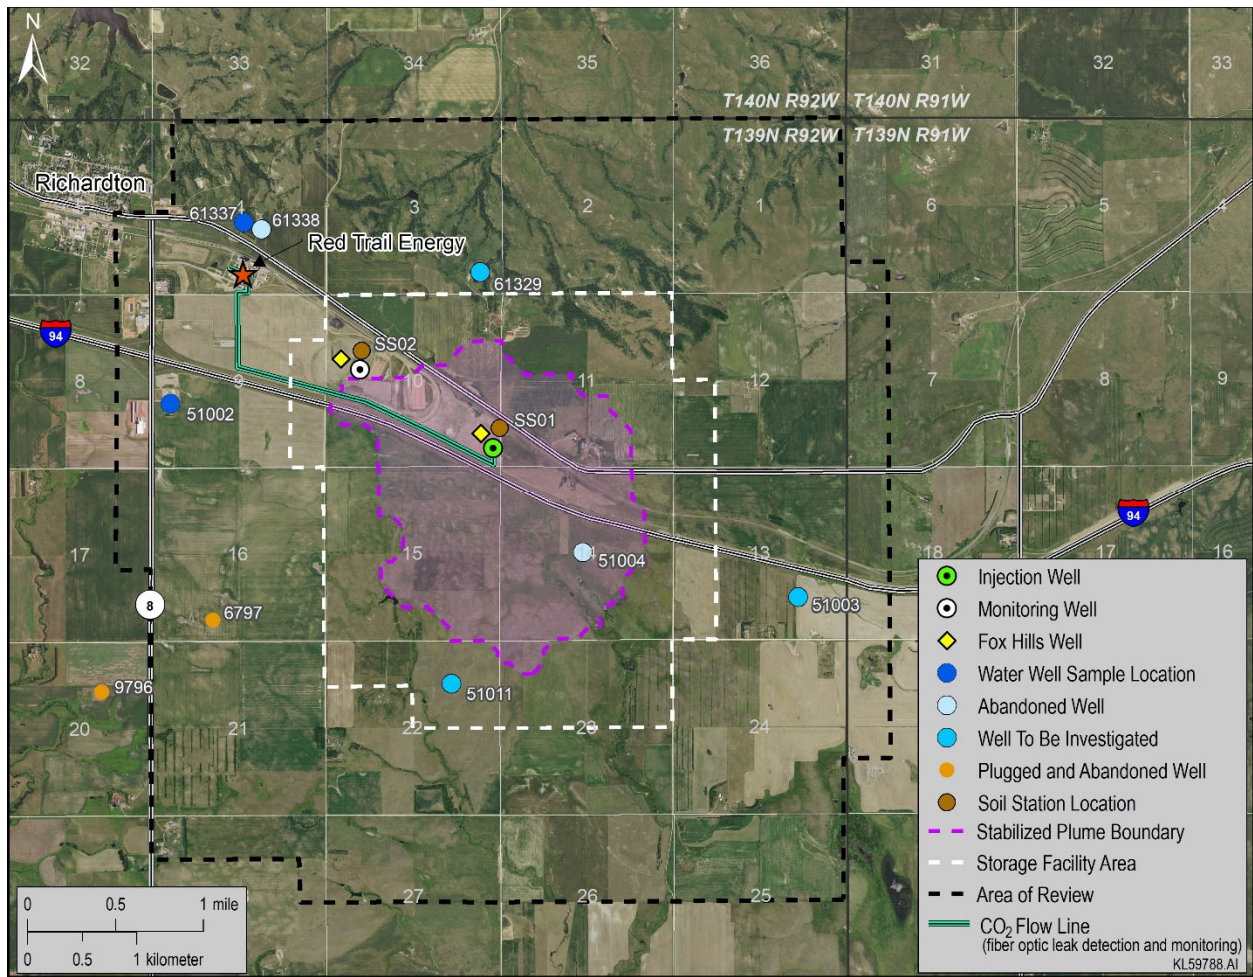 N
32
33
34
35
36
31
32
33
T140N R92W
T140N R91W
T139N R92W
T139N R91W
Richardton
61337
61338
3
2
1
6
5
4
Red Trail Energy
61329
94
SS02
8
9
10
11
12
7
8
9
51002
SS01
94
17
16
15
14
13
18
17
16
51004
51003
8
6797
9796
51011
20
21
22
23
24
27
26
25
Injection Well
Monitoring Well
Fox Hills Well
Water Well Sample Location
Abandoned Well
Well To Be Investigated
Plugged and Abandoned Well
Soil Station Location
Stabilized Plume Boundary
Storage Facility Area
Area of Review
CO2 Flow Line
(fiber optic leak detection and monitoring)
KL59788.AI
0 0.5 1 mile
0 0.5 1 kilometer